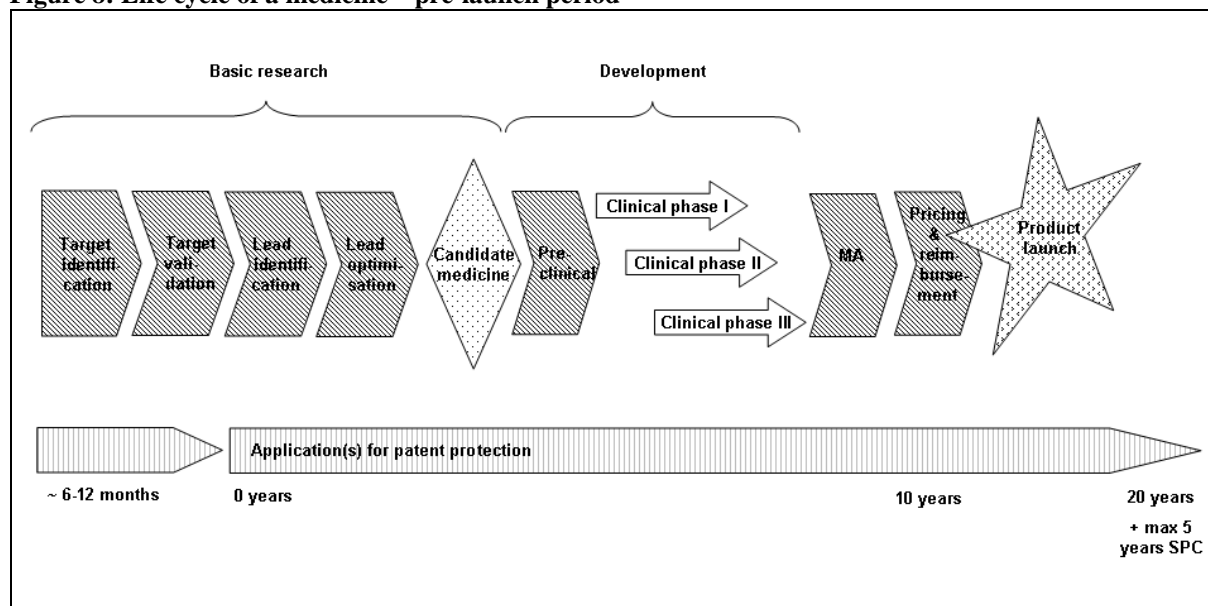 Figure 8: Life cycle of a medicine – pre-launch period
Basic research
Development
Target
identifi-
cation
Target
vali-
dation
Lead
identifi-
cation
Lead
optimi-
sation
Candidate
medicine
Pre-
clinical
Clinical phase I
Clinical phase II
Clinical phase III
MA
Pricing
&
reim-
burse-
ment
Product
launch
Application(s) for patent protection
~ 6-12 months
0 years
10 years
20 years
+ max 5
years SPC